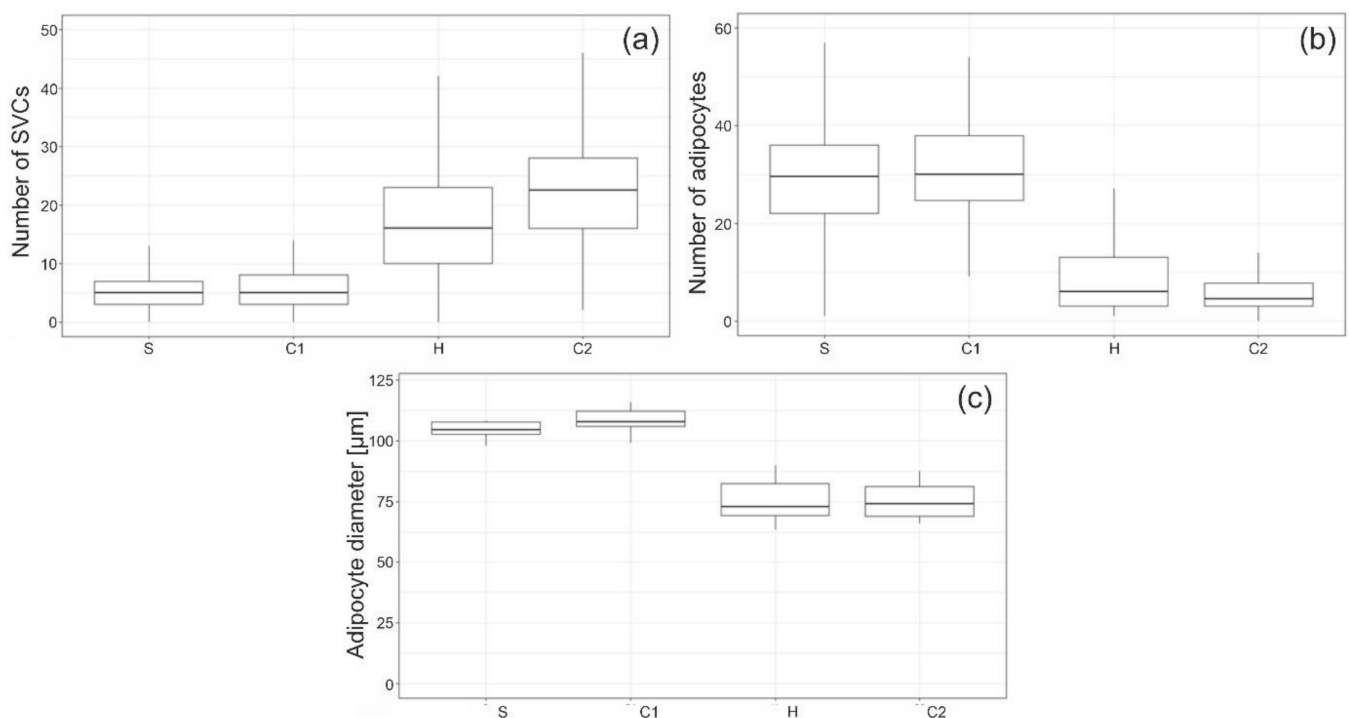 (a)
Number of SVCs
50
40
30
20
10
0
S C1 H C2
(b)
Number of adipocytes
60
40
20
0
S C1 H C2
(c)
Adipocyte diameter [µm]
125
100
75
50
25
0
S C1 H C2